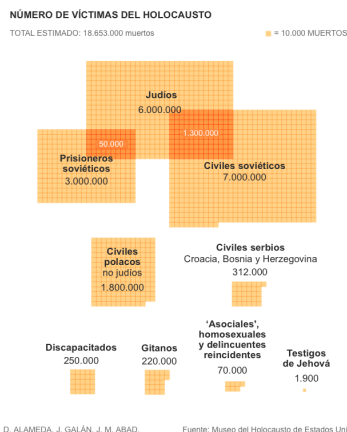 NÚMERO DE VÍCTIMAS DEL HOLOCAUSTO
TOTAL ESTIMADO: 18.653.000 muertos
= 10.000 MUERTOS
Judíos
6.000.000
1.300.000
50.000
Prisioneros
soviéticos
3.000.000
Civiles soviéticos
7.000.000
Civiles
polacos
no judíos
1.800.000
Civiles serbios
Croacia, Bosnia y Herzegovina
312.000
Discapacitados
250.000
Gitanos
220.000
‘Asociales’,
homosexuales
y delincuentes
reincidentes
70.000
Testigos
de Jehová
1.900
D. ALAMEDA, J. GALÁN, J. M. ABAD.
Fuente: Museo del Holocausto de Estados Uni